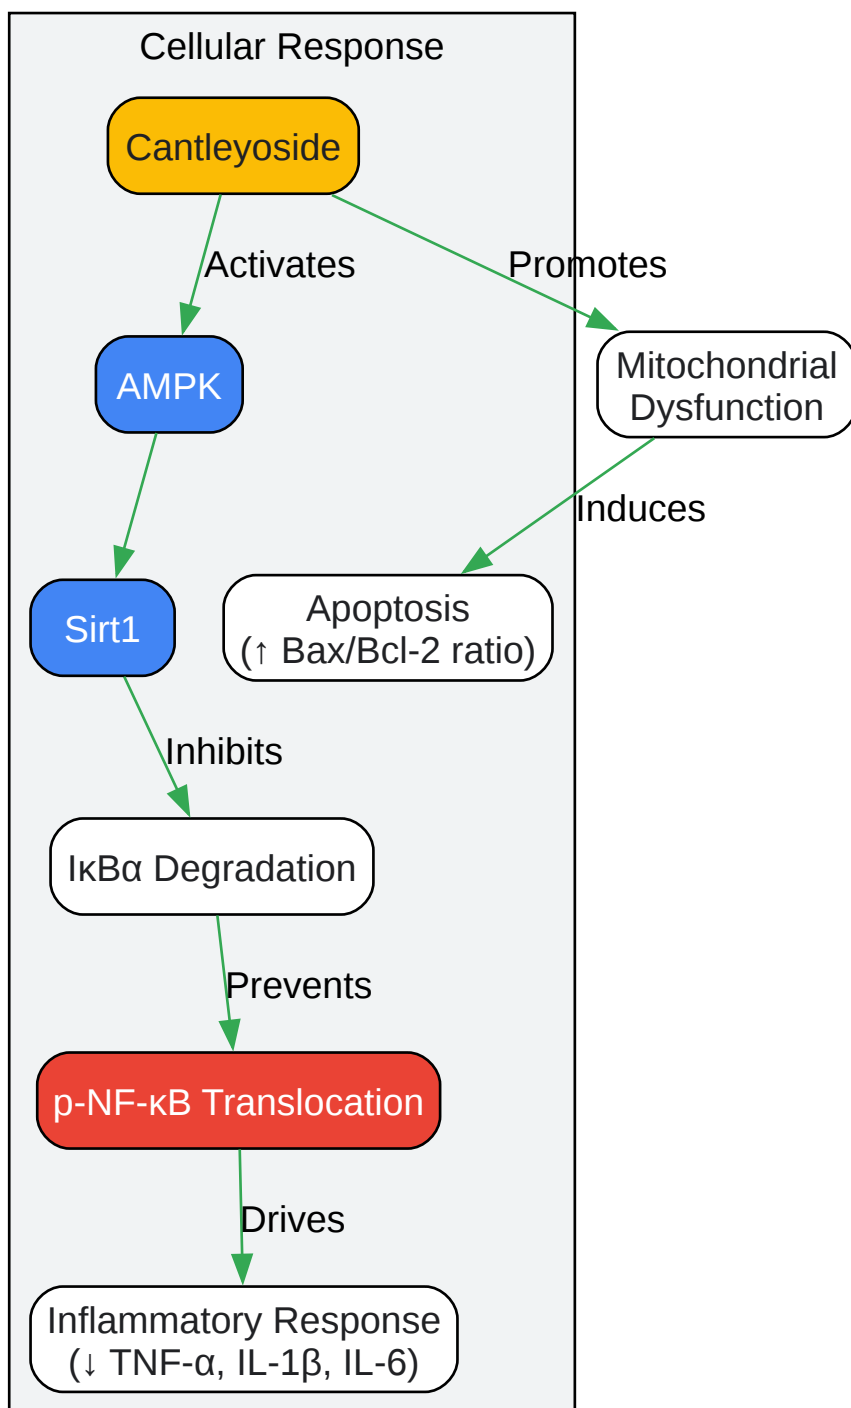 Cellular Response
Cantleyoside
Activates
Promotes
AMPK
Mitochondrial
Dysfunction
Induces
Sirt1
Apoptosis
(↑ Bax/Bcl-2 ratio)
Inhibits
IκBα Degradation
Prevents
p-NF-κB Translocation
Drives
Inflammatory Response
(↓ TNF-α, IL-1β, IL-6)